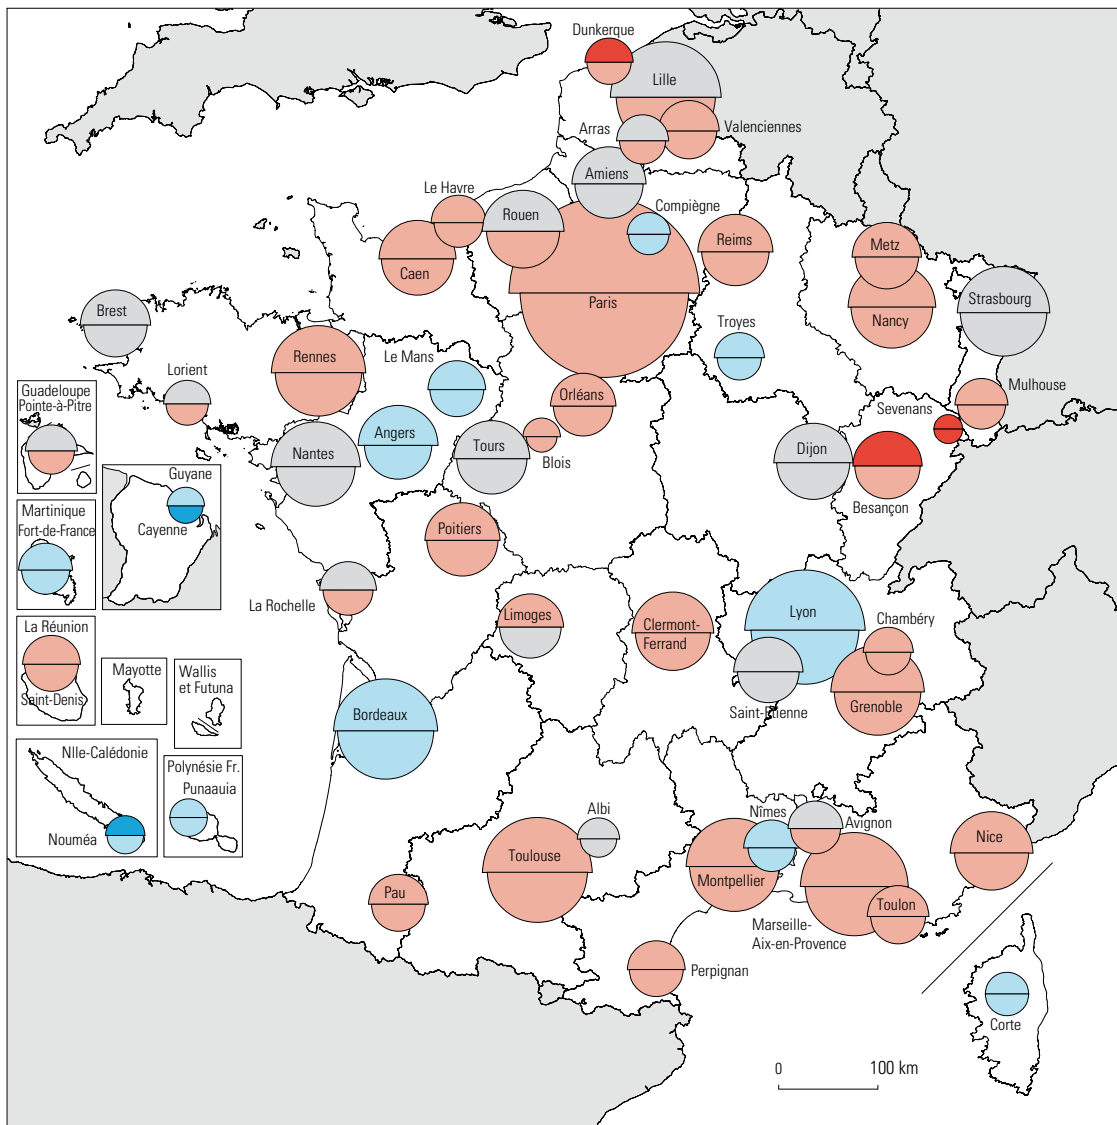 Dunkerque
Lille
Arras
Valenciennes
Amiens
Le Havre
Rouen
Compiègne
Reims
Metz
Caen
Paris
Nancy
Strasbourg
Brest
Troyes
Rennes
Le Mans
Lorient
Orléans
Mulhouse
Guadeloupe
Pointe-à-Pitre
Sevenans
Angers
Nantes
Tours
Blois
Dijon
Besançon
Guyane
Cayenne
Martinique
Fort-de-France
Poitiers
La Rochelle
Limoges
Clermont-
Ferrand
Lyon
Chambéry
La Réunion
Saint-Denis
Mayotte
Wallis
et Futuna
Saint-Etienne
Grenoble
Bordeaux
Nlle-Calédonie
Nouméa
Polynésie Fr.
Punaauia
Albi
Nîmes
Avignon
Nice
Toulouse
Montpellier
Pau
Toulon
Marseille-
Aix-en-Provence
Perpignan
Corte
0
100 km